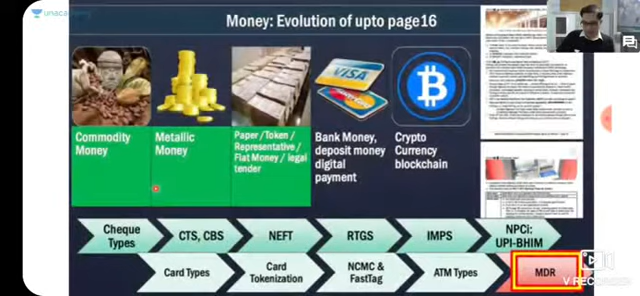 unacademy
Money: Evolution of upto page16
VISA
Commodity
Money
Metallic
Money
Paper/Token/
Representative/
Fiat Money/legal
tender
Bank Money,
deposit money
digital
payment
Crypto
Currency
blockchain
Cheque
Types
CTS, CBS
NEFT
RTGS
IMPS
NPCi:
UPI-BHIM
Card Types
Card
Tokenization
NCMC &
FastTag
ATM Types
MDR
V RECORDER